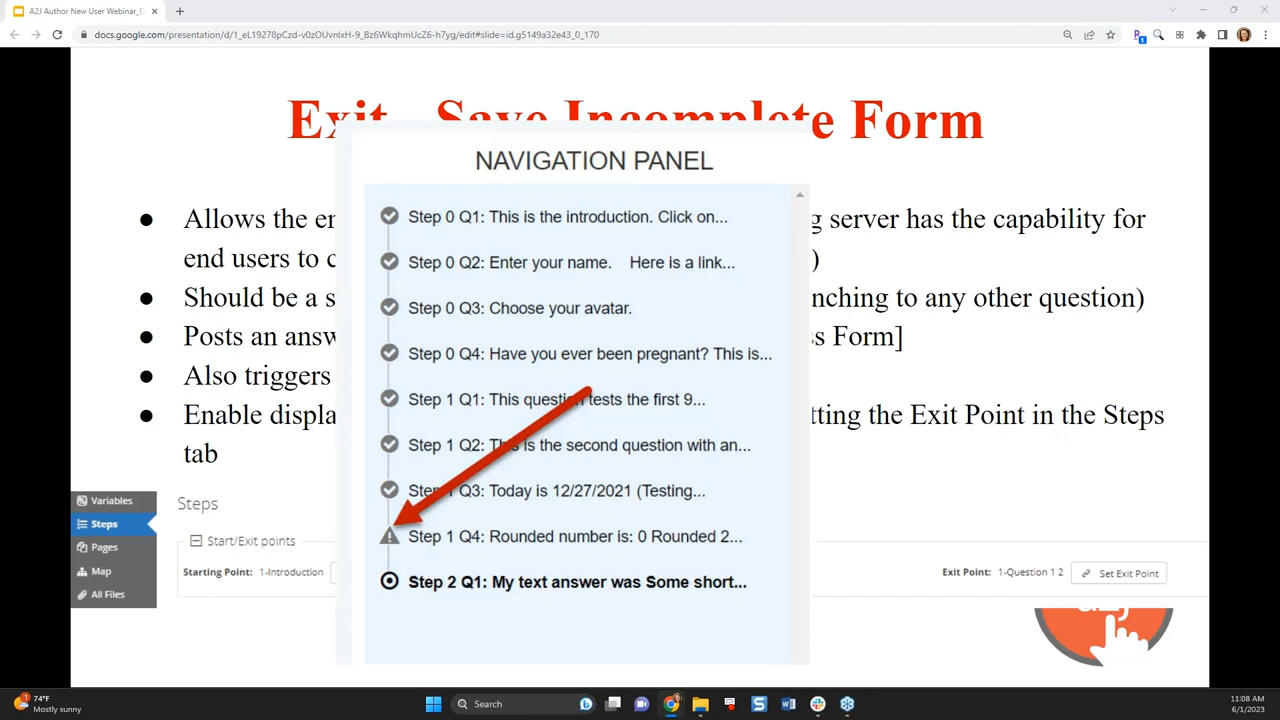 A2J Author New User Webinar_E
docs.google.com/presentation/d/1_eL19278pCzd-v0zOUvnlxH-9_Bz6WkqhmUcZ6-h7yg/edit#slide=id.g5149a32e43_0_170
Exit - Save Incomplete Form
NAVIGATION PANEL
Step 0 Q1: This is the introduction. Click on...
Step 0 Q2: Enter your name. Here is a link...
Step 0 Q3: Choose your avatar.
Step 0 Q4: Have you ever been pregnant? This is...
Step 1 Q1: This question tests the first 9...
Step 1 Q2: This is the second question with an...
Step 1 Q3: Today is 12/27/2021 (Testing...
Step 1 Q4: Rounded number is: 0 Rounded 2...
Step 2 Q1: My text answer was Some short...
● Allows the server has the capability for
end users to )
● Should be a to any other question)
● Posts an Form]
● Also triggers
● Enable the Exit Point in the Steps
tab
Variables
Steps
Pages
Map
All Files
Steps
Start/Exit points
Starting Point: 1-Introduction
Exit Point: 1-Question 1 2
Set Exit Point
1
74°F
Mostly sunny
Search
11:08 AM
6/1/2023